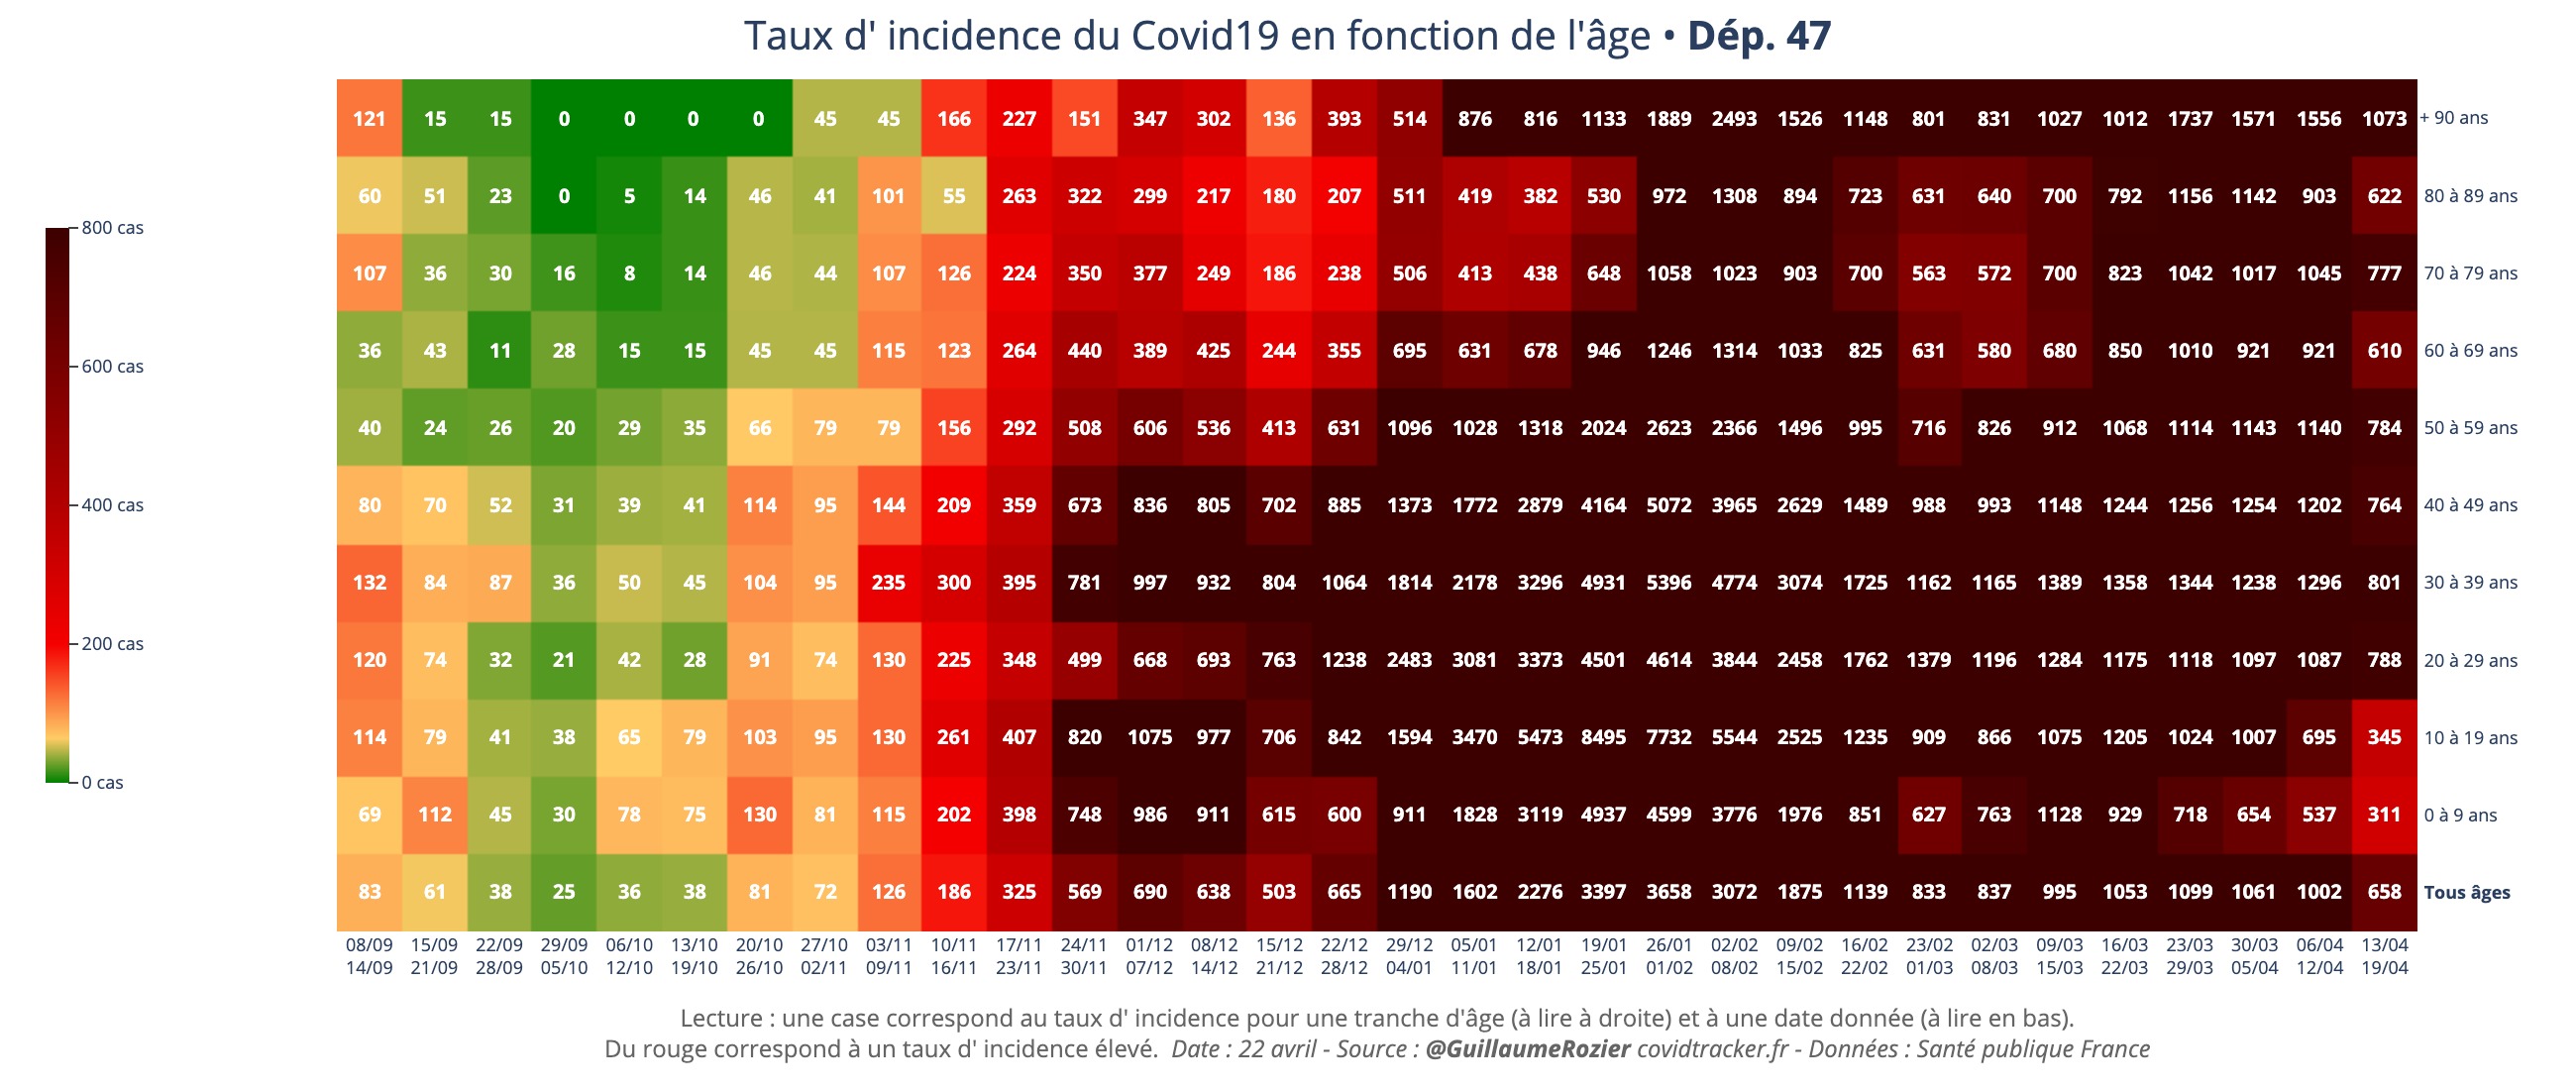 Taux d' incidence du Covid19 en fonction de l'âge • Dép. 47
121 15 15 0 0 0 0 45 45 166 227 151 347 302 136 393 514 876 816 1133 1889 2493 1526 1148 801 831 1027 1012 1737 1571 1556 1073 + 90 ans
60 51 23 0 5 14 46 41 101 55 263 322 299 217 180 207 511 419 382 530 972 1308 894 723 631 640 700 792 1156 1142 903 622 80 à 89 ans
800 cas
107 36 30 16 8 14 46 44 107 126 224 350 377 249 186 238 506 413 438 648 1058 1023 903 700 563 572 700 823 1042 1017 1045 777 70 à 79 ans
36 43 11 28 15 15 45 45 115 123 264 440 389 425 244 355 695 631 678 946 1246 1314 1033 825 631 580 680 850 1010 921 921 610 60 à 69 ans
600 cas
40 24 26 20 29 35 66 79 79 156 292 508 606 536 413 631 1096 1028 1318 2024 2623 2366 1496 995 716 826 912 1068 1114 1143 1140 784 50 à 59 ans
400 cas
80 70 52 31 39 41 114 95 144 209 359 673 836 805 702 885 1373 1772 2879 4164 5072 3965 2629 1489 988 993 1148 1244 1256 1254 1202 764 40 à 49 ans
132 84 87 36 50 45 104 95 235 300 395 781 997 932 804 1064 1814 2178 3296 4931 5396 4774 3074 1725 1162 1165 1389 1358 1344 1238 1296 801 30 à 39 ans
200 cas
120 74 32 21 42 28 91 74 130 225 348 499 668 693 763 1238 2483 3081 3373 4501 4614 3844 2458 1762 1379 1196 1284 1175 1118 1097 1087 788 20 à 29 ans
114 79 41 38 65 79 103 95 130 261 407 820 1075 977 706 842 1594 3470 5473 8495 7732 5544 2525 1235 909 866 1075 1205 1024 1007 695 345 10 à 19 ans
0 cas
69 112 45 30 78 75 130 81 115 202 398 748 986 911 615 600 911 1828 3119 4937 4599 3776 1976 851 627 763 1128 929 718 654 537 311 0 à 9 ans
83 61 38 25 36 38 81 72 126 186 325 569 690 638 503 665 1190 1602 2276 3397 3658 3072 1875 1139 833 837 995 1053 1099 1061 1002 658 Tous âges
08/09 15/09 22/09 29/09 06/10 13/10 20/10 27/10 03/11 10/11 17/11 24/11 01/12 08/12 15/12 22/12 29/12 05/01 12/01 19/01 26/01 02/02 09/02 16/02 23/02 02/03 09/03 16/03 23/03 30/03 06/04 13/04
14/09 21/09 28/09 05/10 12/10 19/10 26/10 02/11 09/11 16/11 23/11 30/11 07/12 14/12 21/12 28/12 04/01 11/01 18/01 25/01 01/02 08/02 15/02 22/02 01/03 08/03 15/03 22/03 29/03 05/04 12/04 19/04
Lecture : une case correspond au taux d' incidence pour une tranche d'âge (à lire à droite) et à une date donnée (à lire en bas).
Du rouge correspond à un taux d' incidence élevé. Date : 22 avril - Source : @GuillaumeRozier covidtracker.fr - Données : Santé publique France